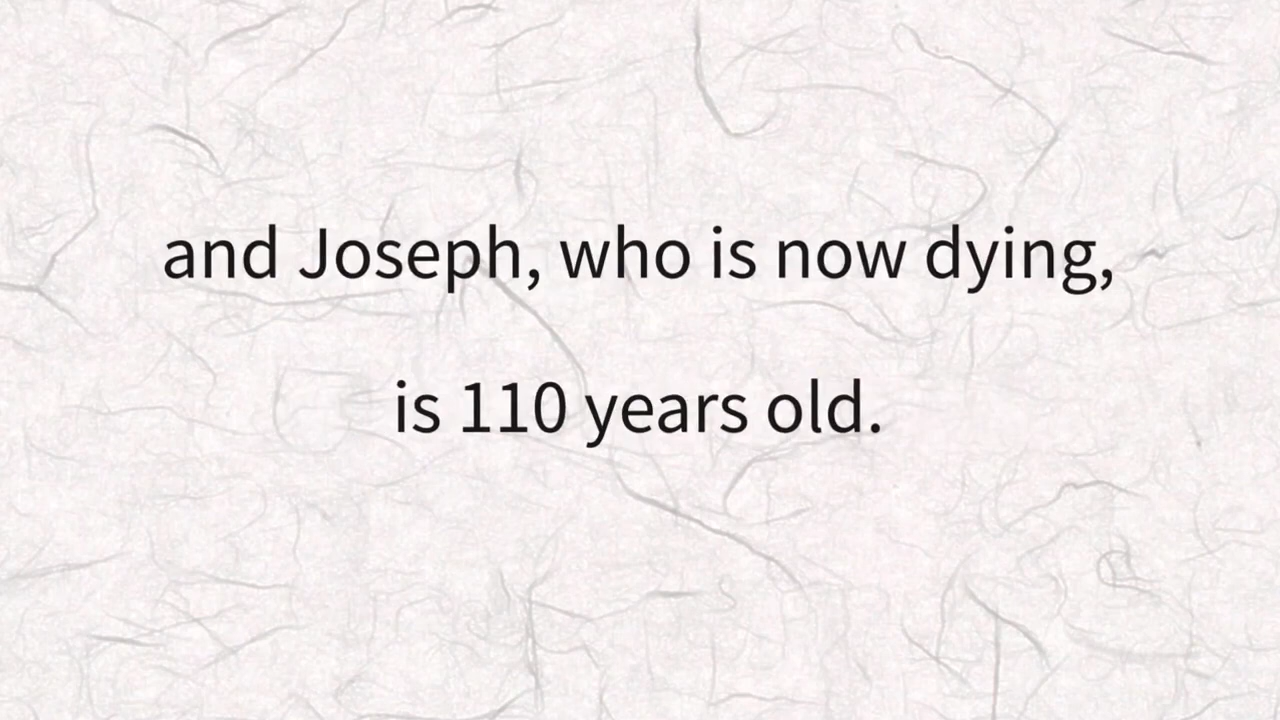 and Joseph, who is now dying,
is 110 years old.